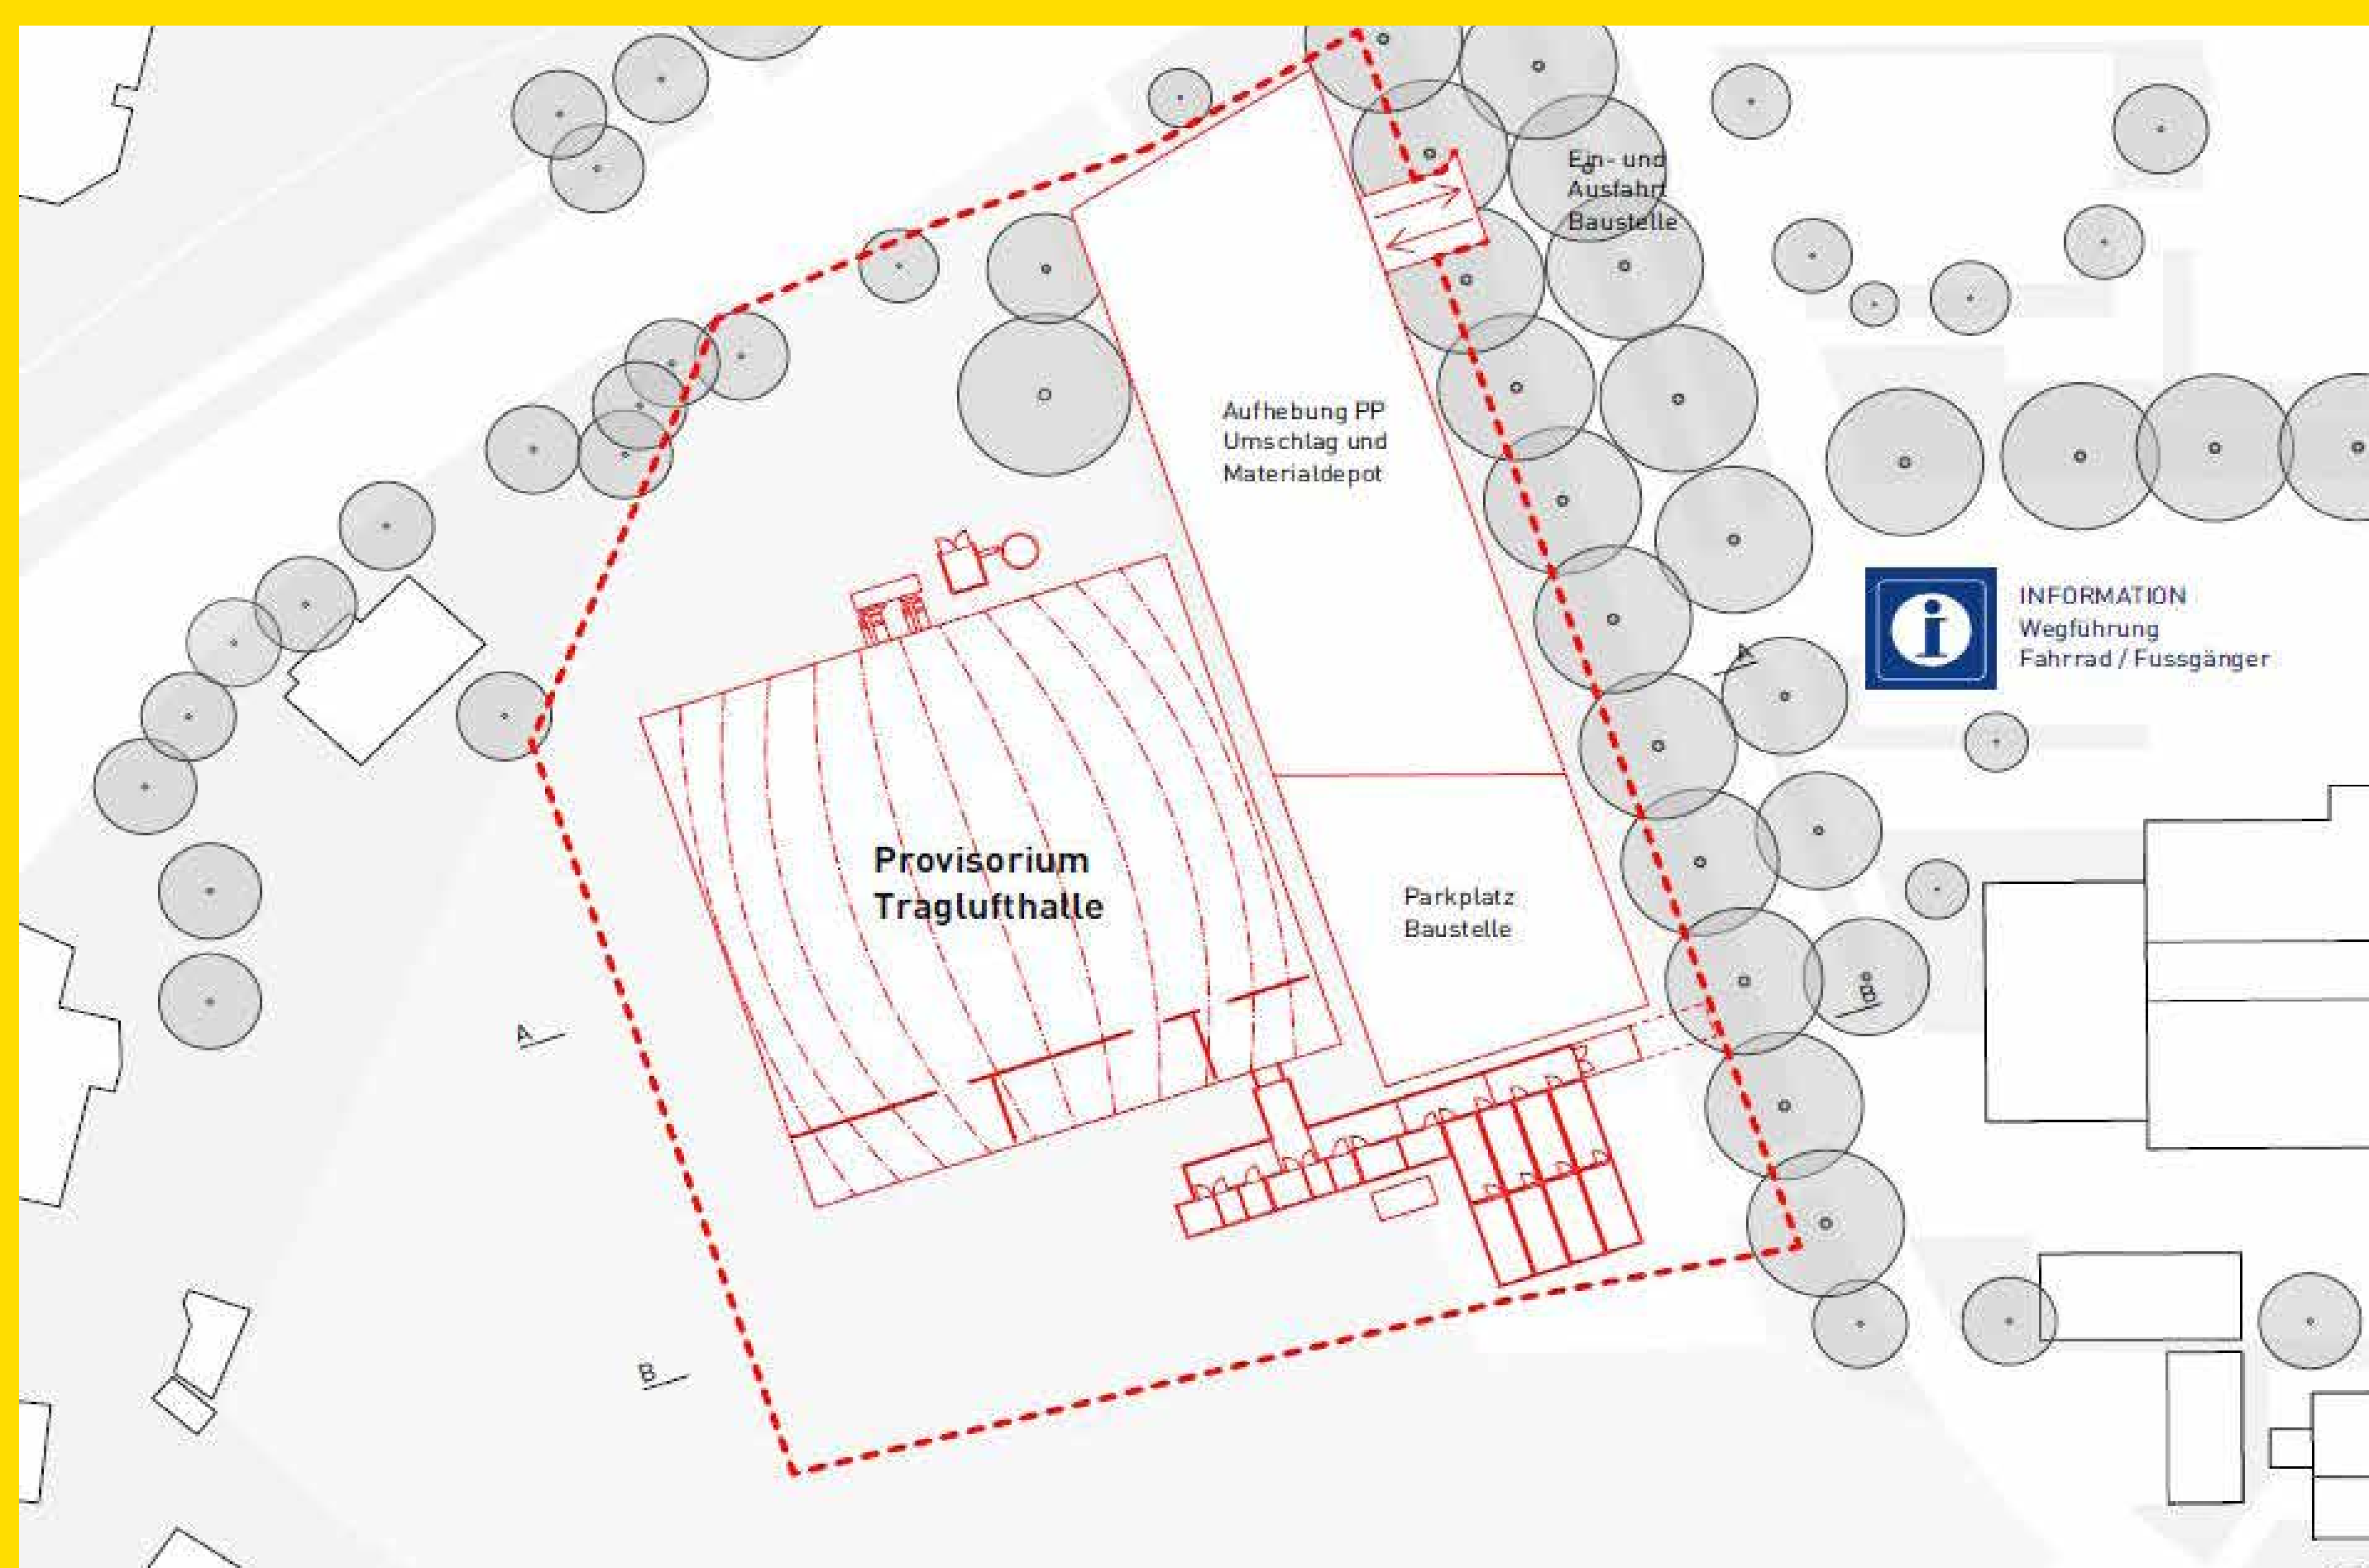 Ein- und
Ausfahrt
Baustelle
Aufhebung PP
Umschlag und
Materialdepot
INFORMATION
Wegführung
Fahrrad / Fussgänger
A
Provisorium
Traglufthalle
Parkplatz
Baustelle
B
A
B